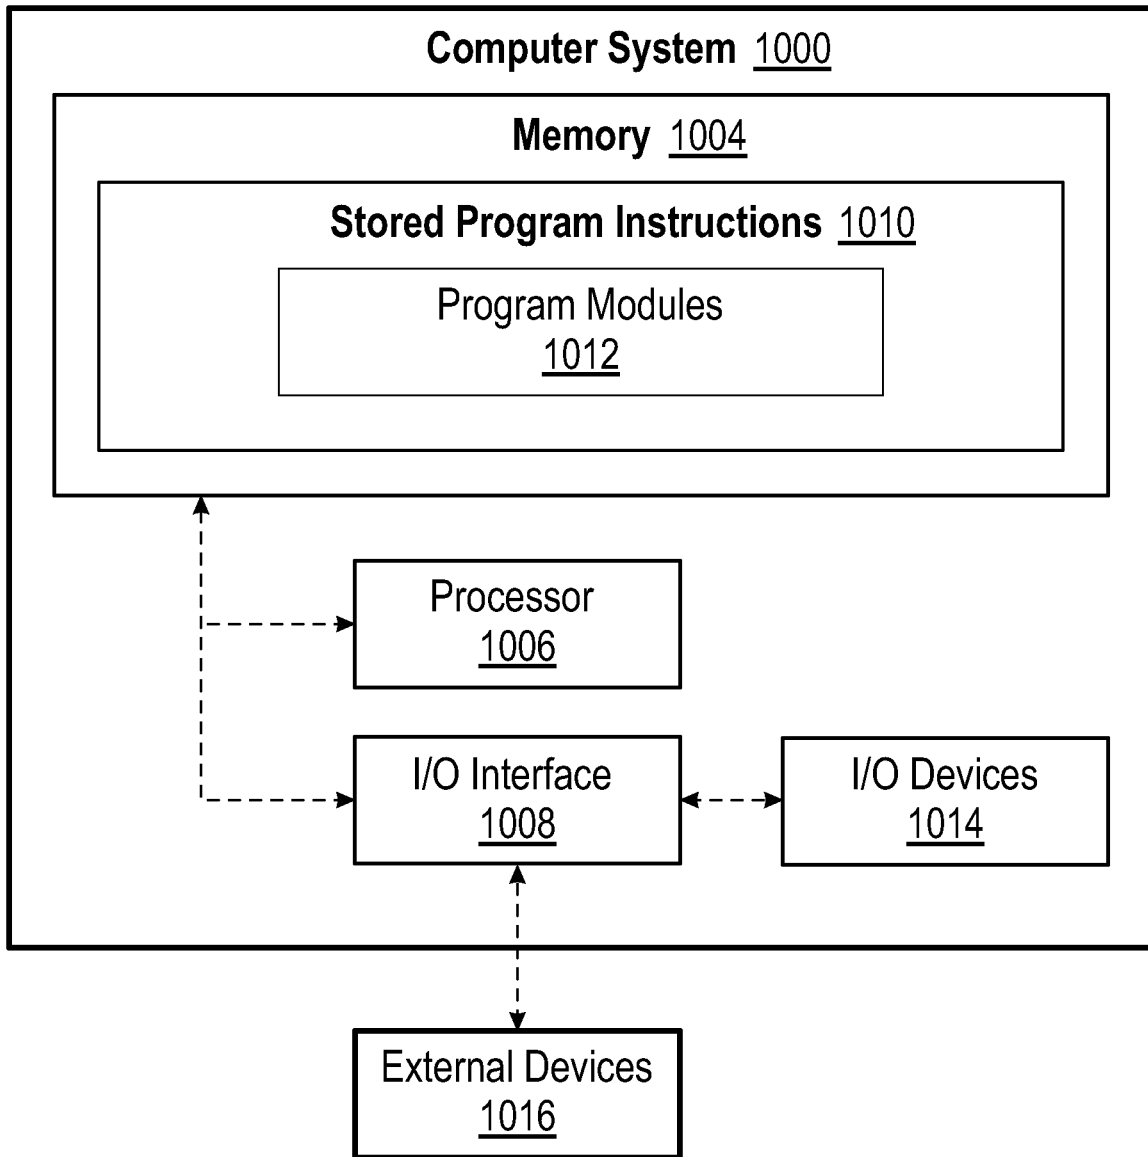 Computer System 1000
Memory 1004
Stored Program Instructions 1010
Program Modules
1012
Processor
1006
I/O Interface
1008
I/O Devices
1014
External Devices
1016